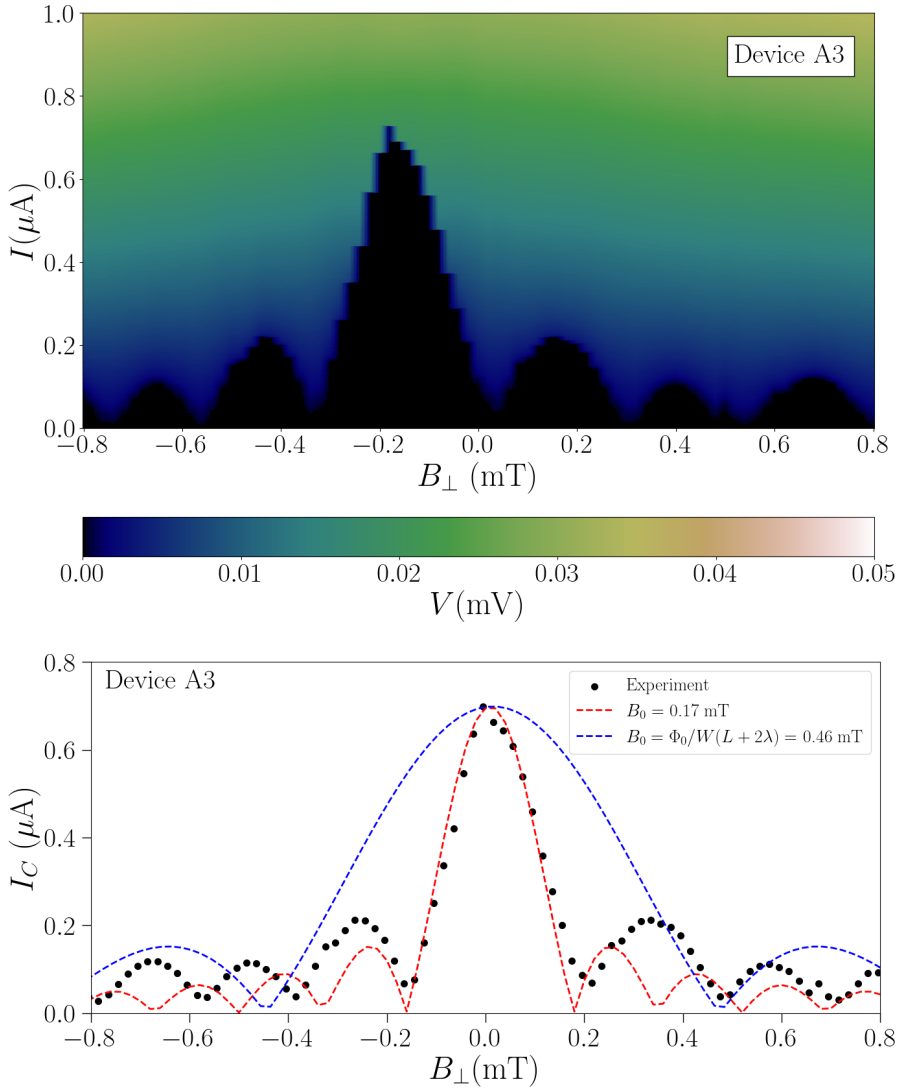 1.0
Device A3
0.8
0.6
0.4
0.2
0.0
I(μA)
−0.8 −0.6 −0.4 −0.2 0.0 0.2 0.4 0.6 0.8
B⊥ (mT)
0.00 0.01 0.02 0.03 0.04 0.05
V(mV)
0.8
Device A3
Experiment
B₀ = 0.17 mT
B₀ = Φ₀/W(L + 2λ) = 0.46 mT
0.6
0.4
0.2
0.0
I_C (μA)
−0.8 −0.6 −0.4 −0.2 0.0 0.2 0.4 0.6 0.8
B⊥(mT)